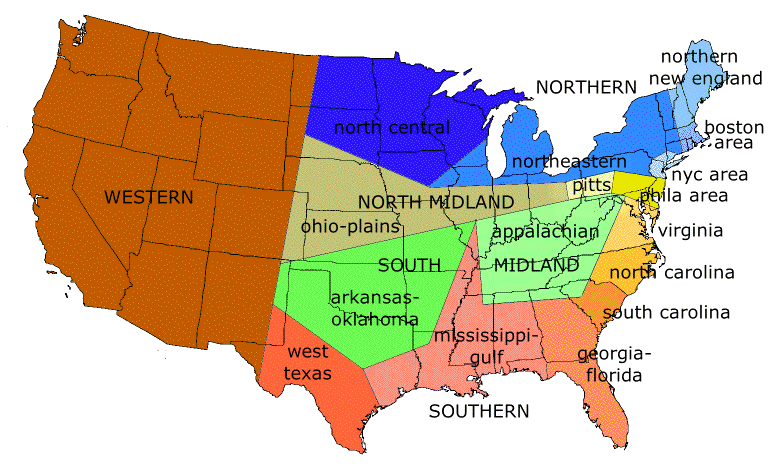 northern
new england
NORTHERN
north central
boston
area
northeastern
nyc area
pitts
phila area
WESTERN
NORTH MIDLAND
ohio-plains
appalachian
virginia
SOUTH
MIDLAND
north carolina
arkansas-
oklahoma
south carolina
mississippi-
gulf
west
texas
georgia-
florida
SOUTHERN